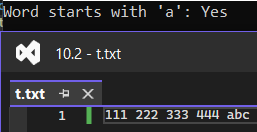 Word starts with 'a': Yes
10.2 - t.txt
t.txt
1 111 222 333 444 abc